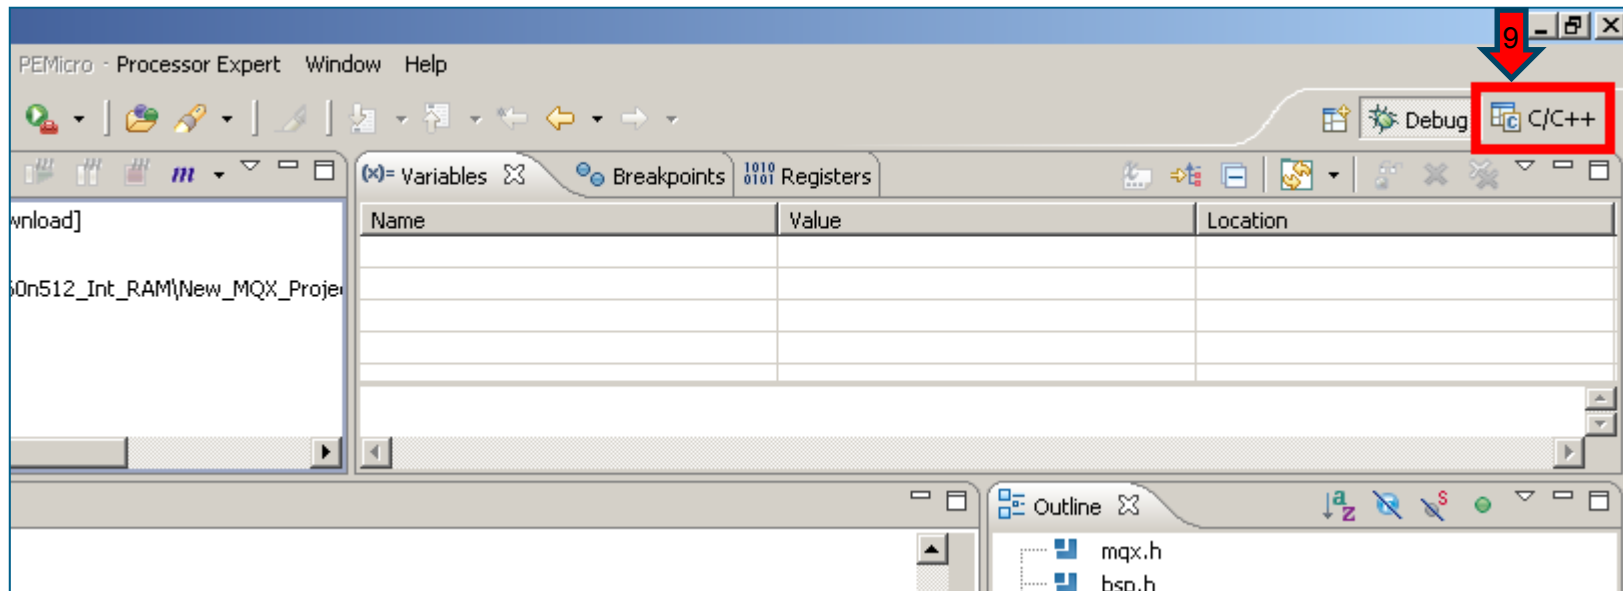 9
PEMicro - Processor Expert Window Help
Debug C/C++
m (x)= Variables Breakpoints 1010 0101 Registers
wnload]
Name Value Location
60n512_Int_RAM\New_MQX_Proje
Outline a z s
mqx.h
bsp.h